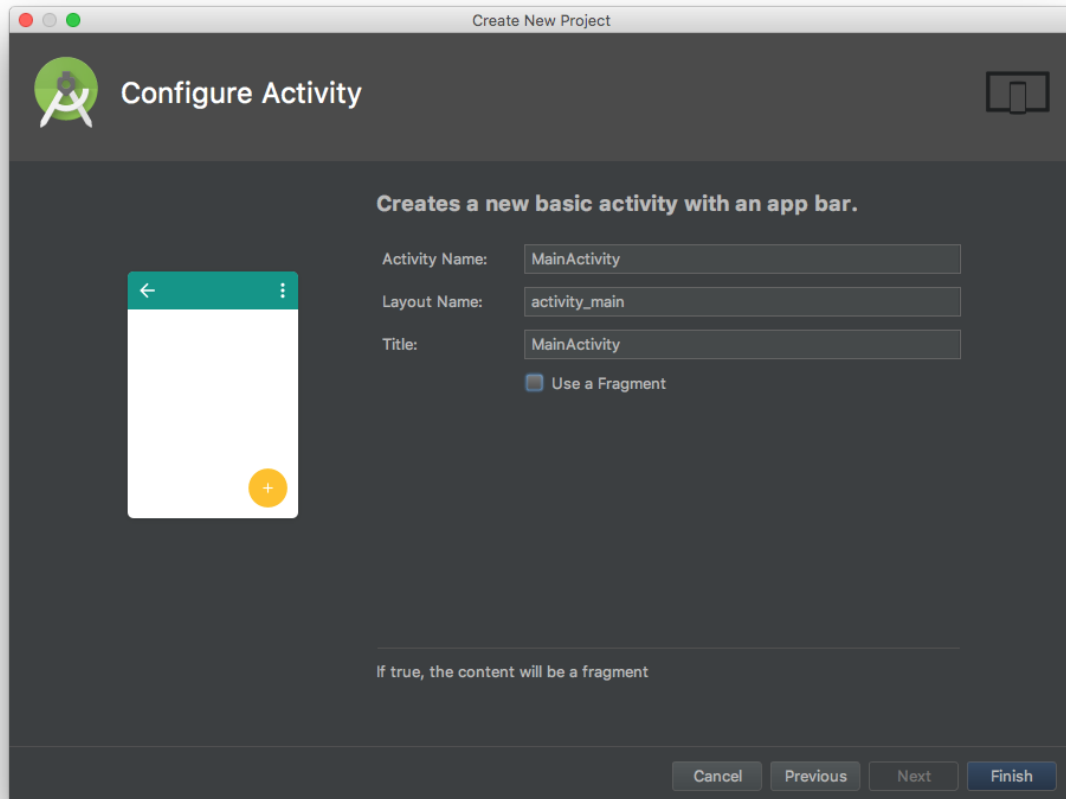 Create New Project
Configure Activity
Creates a new basic activity with an app bar.
Activity Name: MainActivity
Layout Name: activity_main
Title: MainActivity
Use a Fragment
If true, the content will be a fragment
Cancel Previous Next Finish